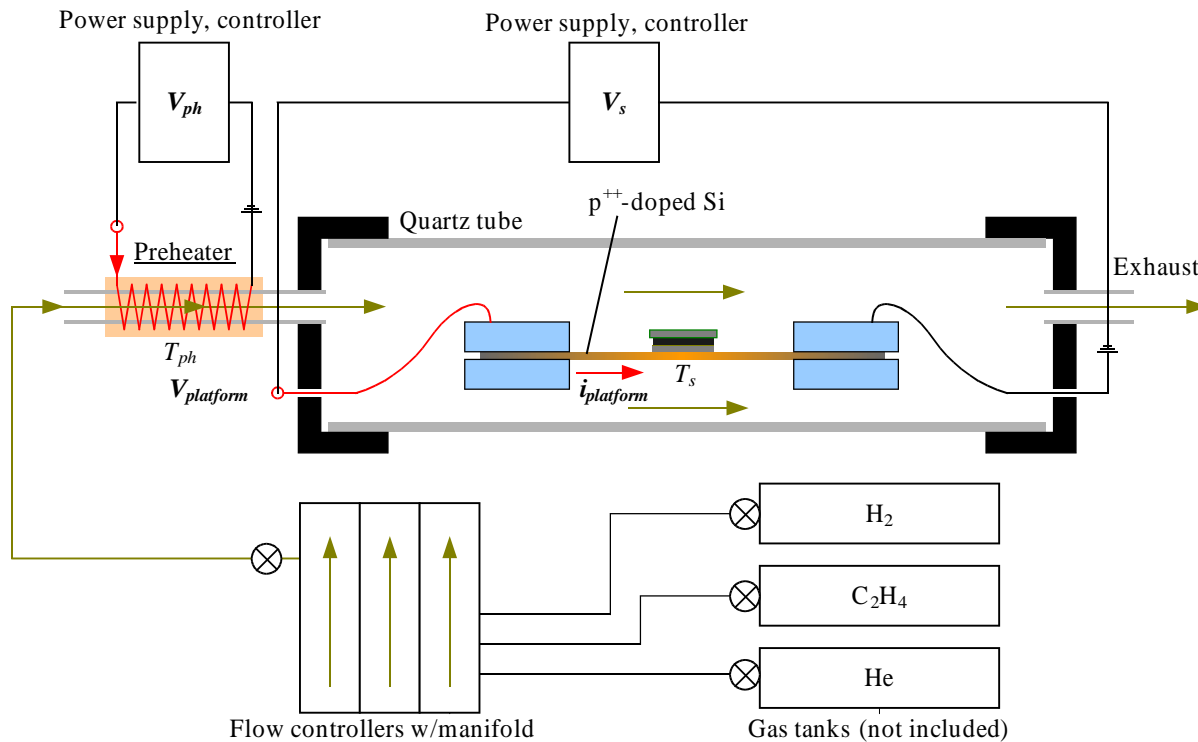 Power supply, controller
Power supply, controller
V_ph
V_s
p⁺⁺-doped Si
Quartz tube
Preheater
Exhaust
T_ph
T_s
V_platform
i_platform
H₂
C₂H₄
He
Flow controllers w/manifold
Gas tanks (not included)